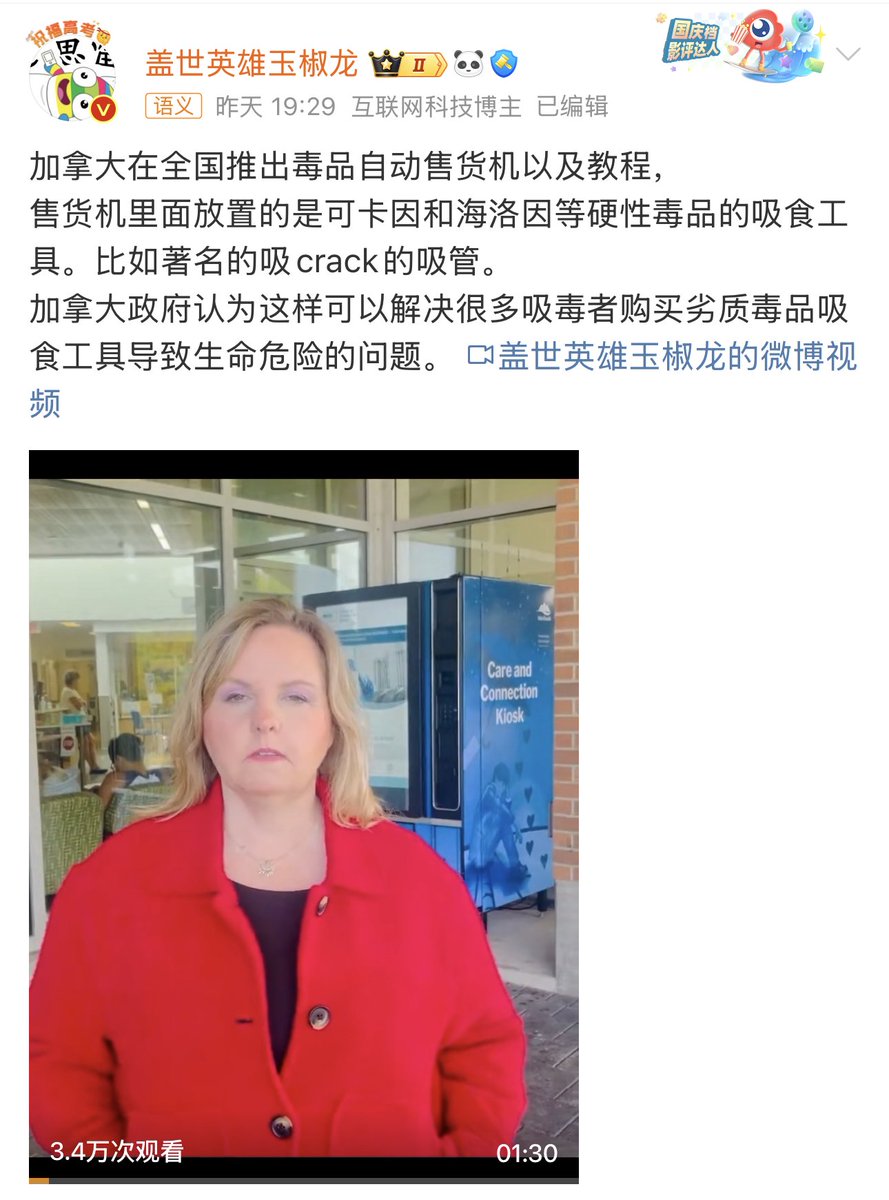 祝福高考
盖世英雄玉椒龙
II
国庆档
影评达人
V
语义 昨天 19:29 互联网科技博主 已编辑
加拿大在全国推出毒品自动售货机以及教程，
售货机里面放置的是可卡因和海洛因等硬性毒品的吸食工
具。比如著名的吸crack的吸管。
加拿大政府认为这样可以解决很多吸毒者购买劣质毒品吸
食工具导致生命危险的问题。 盖世英雄玉椒龙的微博视
频
Care and
Connection
Kiosk
3.4万次观看
01:30